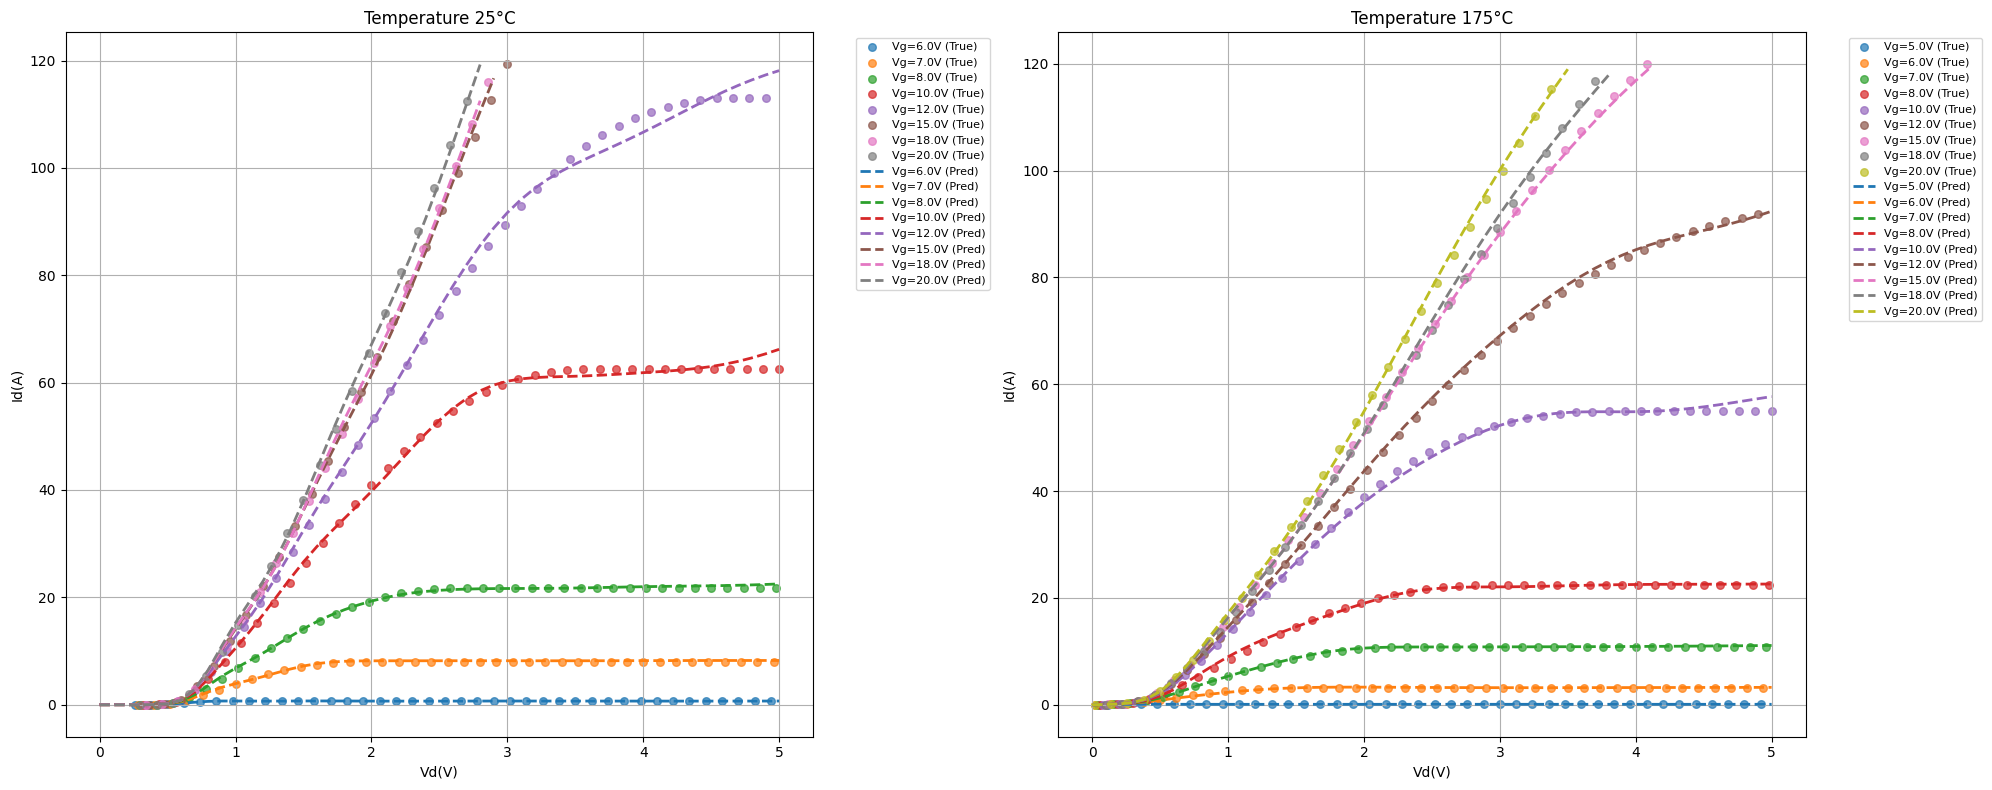 Temperature 25°C
120
100
80
60
40
20
0
Id(A)
0 1 2 3 4 5
Vd(V)
Vg=6.0V (True)
Vg=7.0V (True)
Vg=8.0V (True)
Vg=10.0V (True)
Vg=12.0V (True)
Vg=15.0V (True)
Vg=18.0V (True)
Vg=20.0V (True)
Vg=6.0V (Pred)
Vg=7.0V (Pred)
Vg=8.0V (Pred)
Vg=10.0V (Pred)
Vg=12.0V (Pred)
Vg=15.0V (Pred)
Vg=18.0V (Pred)
Vg=20.0V (Pred)
Temperature 175°C
120
100
80
60
40
20
0
Id(A)
0 1 2 3 4 5
Vd(V)
Vg=5.0V (True)
Vg=6.0V (True)
Vg=7.0V (True)
Vg=8.0V (True)
Vg=10.0V (True)
Vg=12.0V (True)
Vg=15.0V (True)
Vg=18.0V (True)
Vg=20.0V (True)
Vg=5.0V (Pred)
Vg=6.0V (Pred)
Vg=7.0V (Pred)
Vg=8.0V (Pred)
Vg=10.0V (Pred)
Vg=12.0V (Pred)
Vg=15.0V (Pred)
Vg=18.0V (Pred)
Vg=20.0V (Pred)